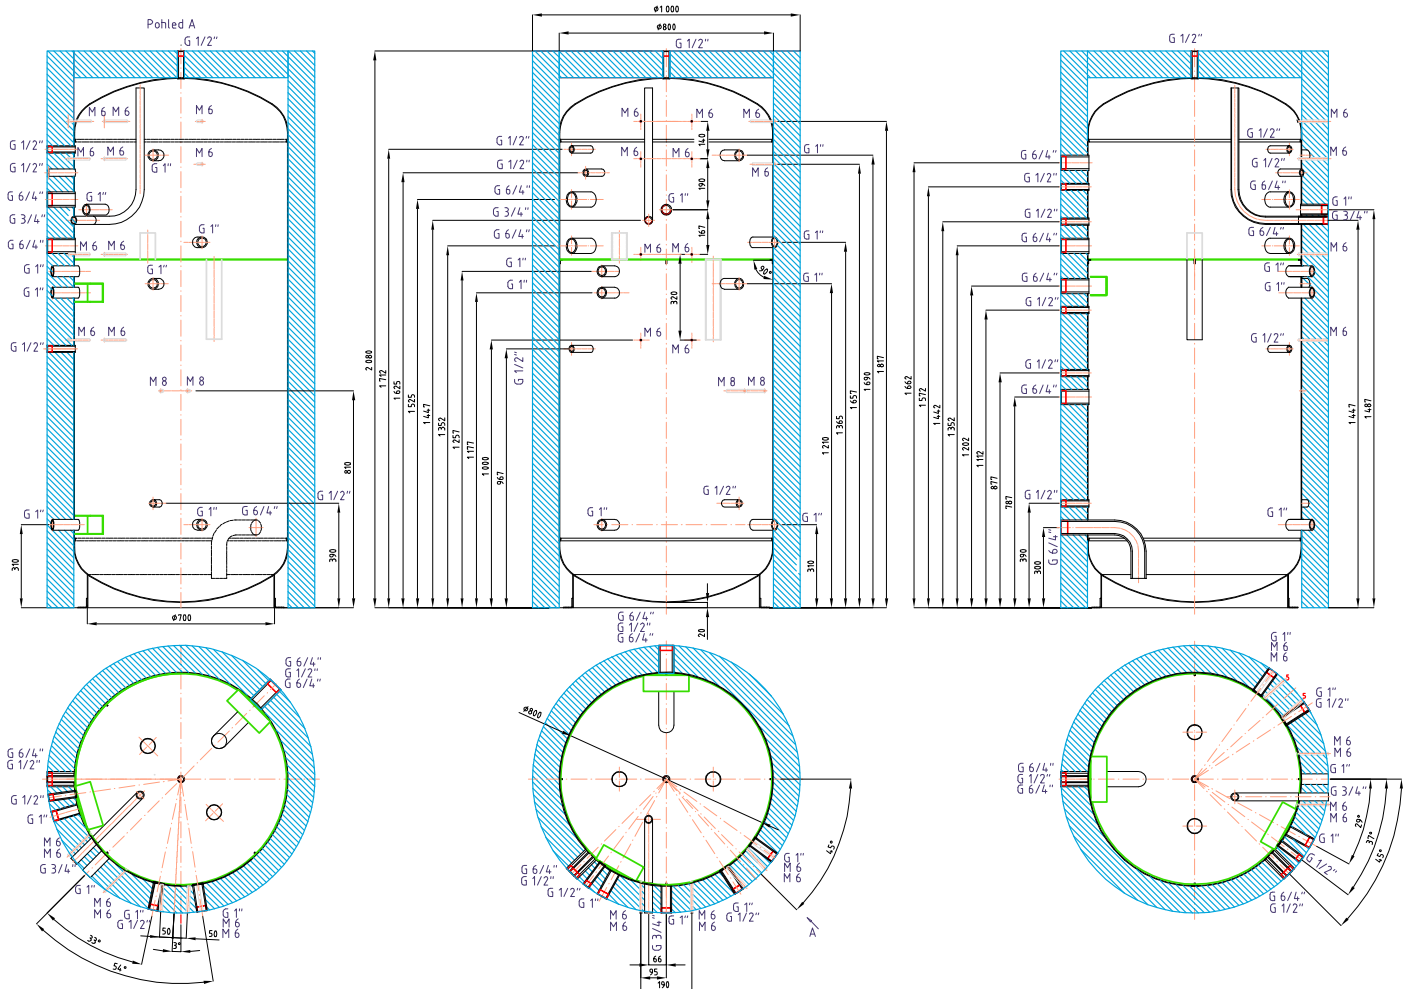 Pohled A
G 1/2"
M 6
M 6
M 6
G 1/2"
M 6
G 1/2"
G 1"
G 6/4"
G 1"
G 3/4"
G 1"
G 6/4"
M 6
M 6
G 1"
G 1"
G 1"
M 6
M 6
G 1/2"
M 8
M 8
810
G 1/2"
G 1"
G 1"
G 6/4"
310
390
ø700
ø1 000
ø800
G 1/2"
M 6
M 6
M 6
140
G 1/2"
G 1"
M 6
M 6
G 1/2"
190
G 6/4"
G 1"
G 3/4"
167
G 6/4"
G 1"
M 6
M 6
G 1"
90°
G 1"
G 1"
320
M 6
M 6
G 1/2"
M 8
M 8
2 080
1 712
1 625
1 525
1 447
1 352
1 257
1 177
1 000
967
1 210
1 365
1 657
1 690
1 817
G 1/2"
G 1"
G 1"
310
20
G 1/2"
M 6
G 1/2"
G 6/4"
G 1/2"
M 6
G 1/2"
G 6/4"
G 1"
G 1/2"
G 3/4"
G 6/4"
G 6/4"
M 6
G 1"
G 6/4"
G 1"
G 1/2"
G 1/2"
M 6
G 1/2"
G 6/4"
1 662
1 572
1 442
1 352
1 202
1 112
877
787
1 447
1 487
G 1/2"
G 1"
G 6/4"
390
300
G 6/4"
G 1/2"
G 6/4"
G 6/4"
G 1/2"
G 1/2"
G 1"
M 6
M 6
G 3/4"
G 1"
M 6
M 6
G 1"
G 1/2"
G 1"
M 6
M 6
50
50
3°
33°
54°
G 6/4"
G 1/2"
G 6/4"
ø800
45°
G 6/4"
G 1/2"
G 1"
M 6
M 6
G 3/4"
G 1"
M 6
M 6
G 1"
G 1/2"
G 1"
M 6
M 6
A
66
95
190
G 1"
M 6
M 6
5
5
G 1"
G 1/2"
M 6
M 6
G 6/4"
G 1/2"
G 6/4"
G 1"
G 3/4"
M 6
M 6
G 1"
G 1/2"
G 6/4"
G 1/2"
29°
37°
45°